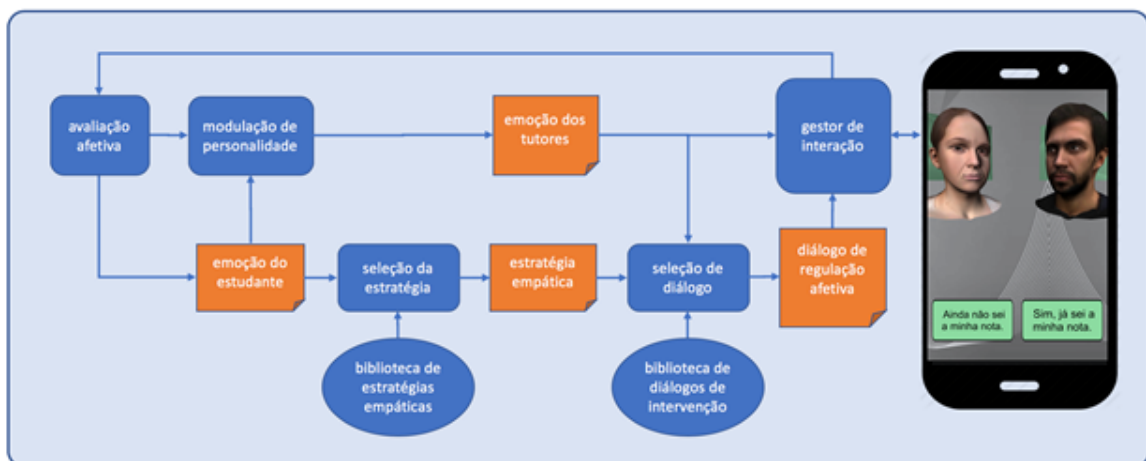 avaliação
afetiva
modulação de
personalidade
emoção dos
tutores
gestor de
interação
emoção do
estudante
seleção da
estratégia
estratégia
empática
seleção de
diálogo
diálogo de
regulação
afetiva
biblioteca de
estratégias
empáticas
biblioteca de
diálogos de
intervenção
Ainda não sei
a minha nota.
Sim, já sei a
minha nota.